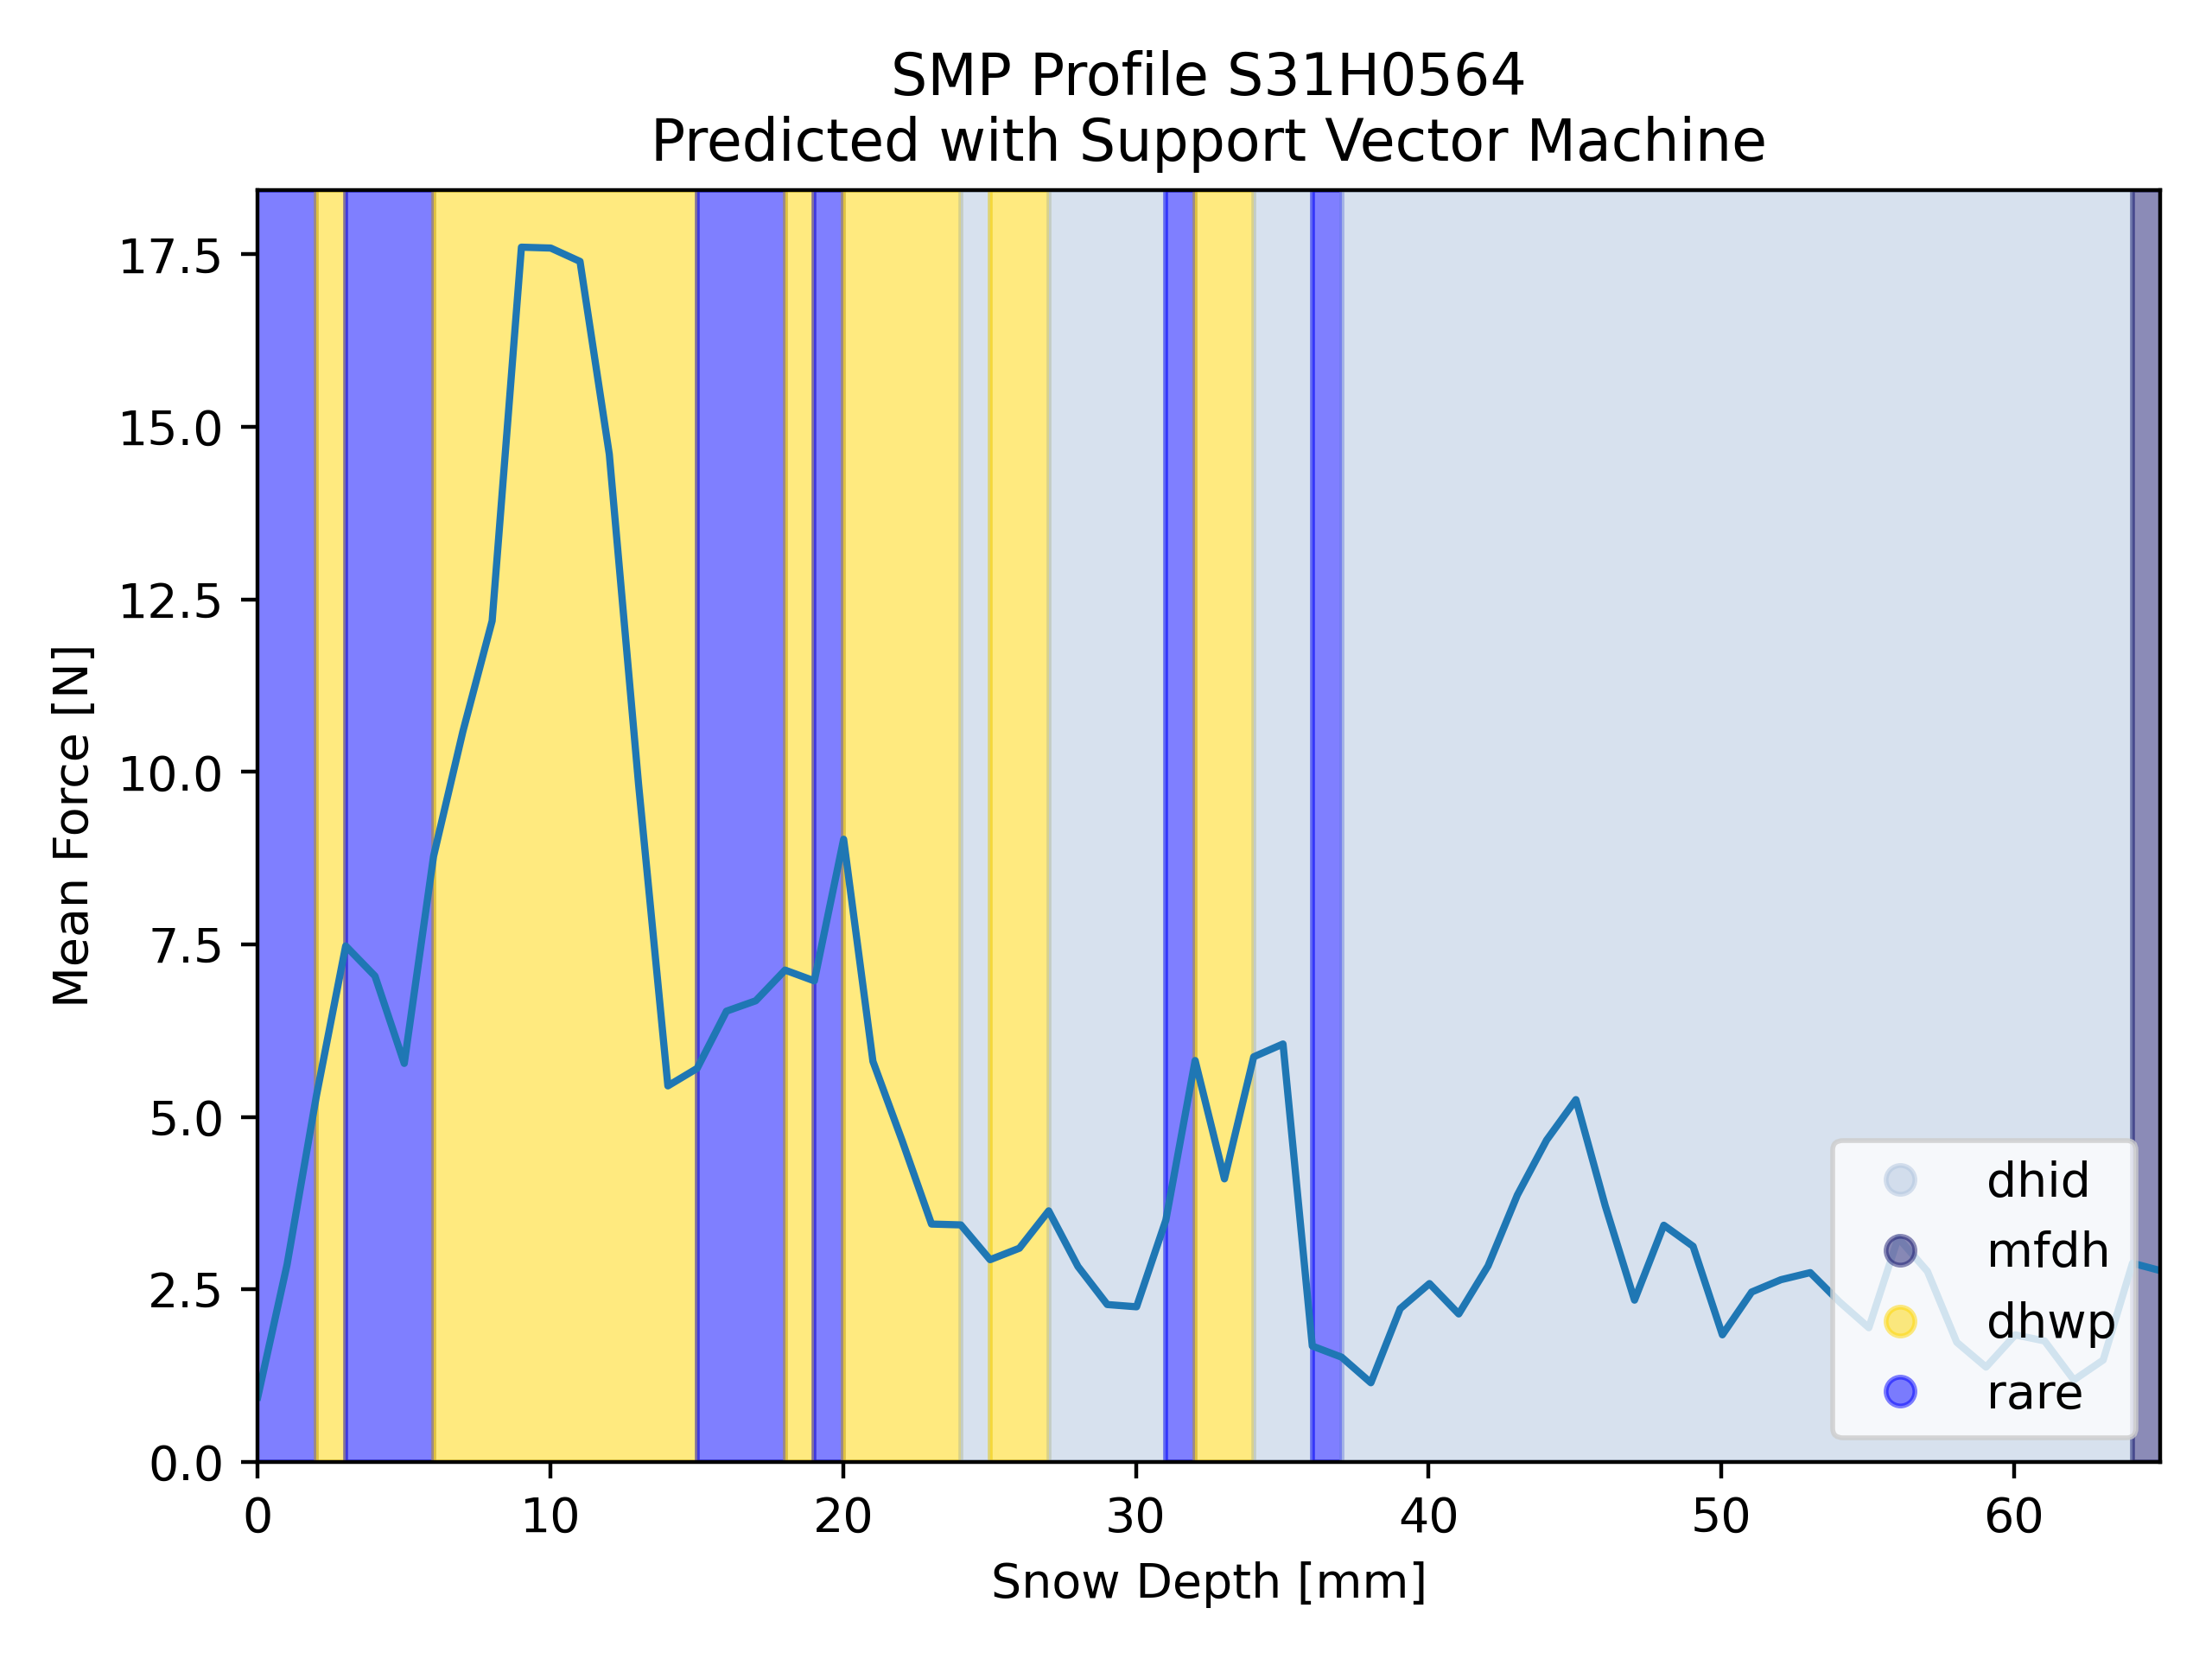 SMP Profile S31H0564
Predicted with Support Vector Machine
Mean Force [N]
17.5
15.0
12.5
10.0
7.5
5.0
2.5
0.0
dhid
mfdh
dhwp
rare
0 10 20 30 40 50 60
Snow Depth [mm]